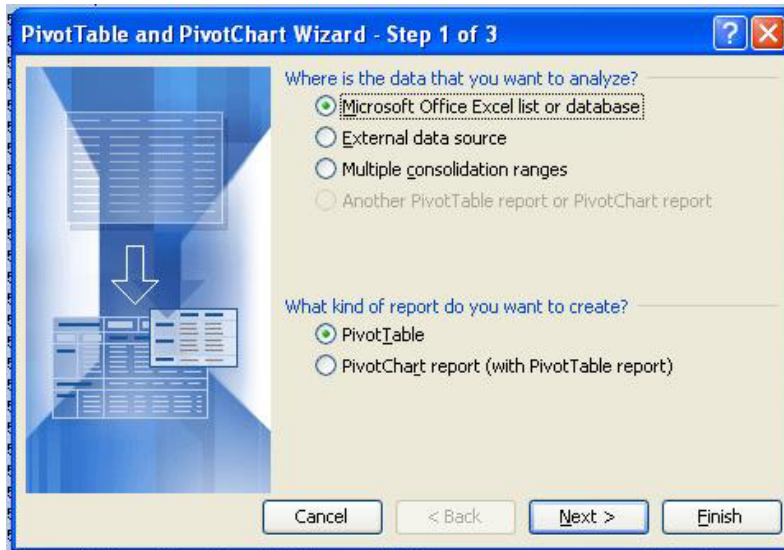 PivotTable and PivotChart Wizard - Step 1 of 3
Where is the data that you want to analyze?
Microsoft Office Excel list or database
External data source
Multiple consolidation ranges
Another PivotTable report or PivotChart report
What kind of report do you want to create?
PivotTable
PivotChart report (with PivotTable report)
Cancel
< Back
Next >
Finish